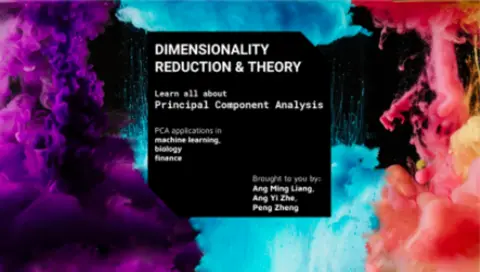 DIMENSIONALITY
REDUCTION & THEORY
Learn all about
Principal Component Analysis
PCA applications in
machine learning,
biology
finance
Brought to you by:
Ang Ming Liang,
Ang Yi Zhe,
Peng Zheng